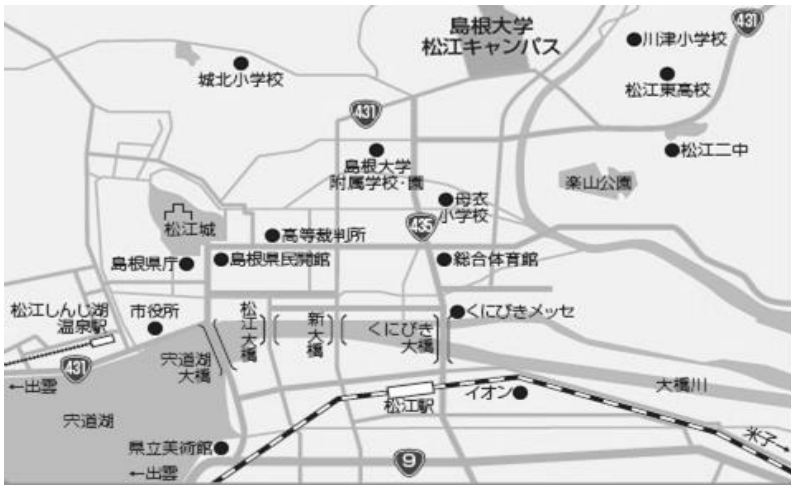 島根大学
松江キャンパス
431
川津小学校
城北小学校
松江東高校
431
島根大学
附属学校・園
松江二中
楽山公園
母衣
小学校
松江城
高等裁判所
435
島根県庁
島根県民開館
総合体育館
松江しんじ湖
温泉駅
市役所
松江大橋
新大橋
くにびき
大橋
くにびきメッセ
宍道湖
大橋
431
←出雲
大橋川
松江駅
イオン
宍道湖
県立美術館
←出雲
9
米子→